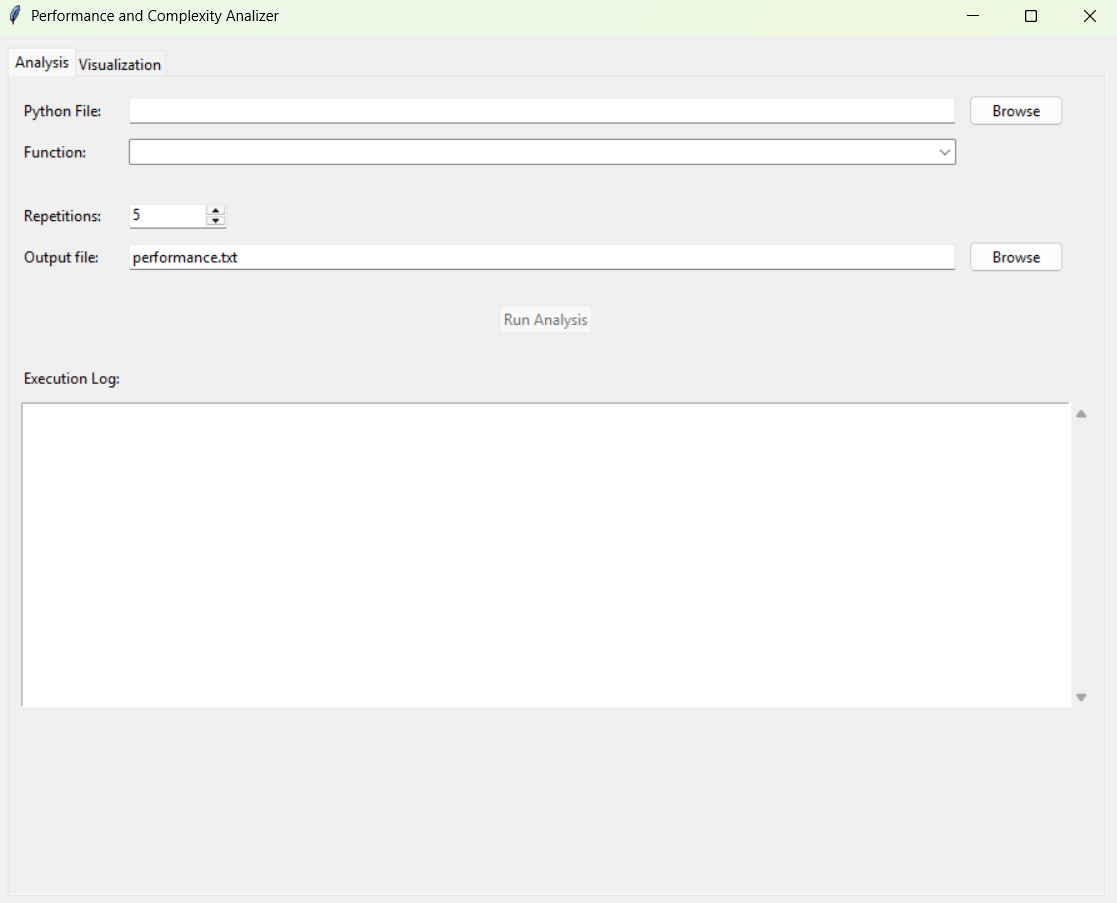 Performance and Complexity Analizer
Analysis Visualization
Python File: Browse
Function:
Repetitions: 5
Output file: performance.txt Browse
Run Analysis
Execution Log: